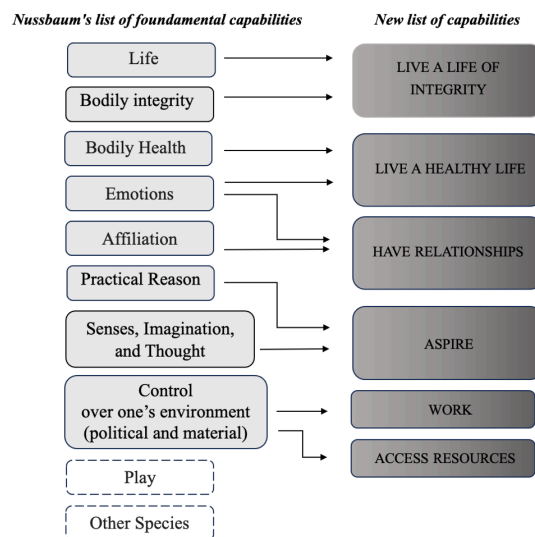 Nussbaum's list of foundamental capabilities
New list of capabilities
Life
Bodily integrity
Bodily Health
Emotions
Affiliation
Practical Reason
Senses, Imagination,
and Thought
Control
over one's environment
(political and material)
Play
Other Species
LIVE A LIFE OF
INTEGRITY
LIVE A HEALTHY LIFE
HAVE RELATIONSHIPS
ASPIRE
WORK
ACCESS RESOURCES